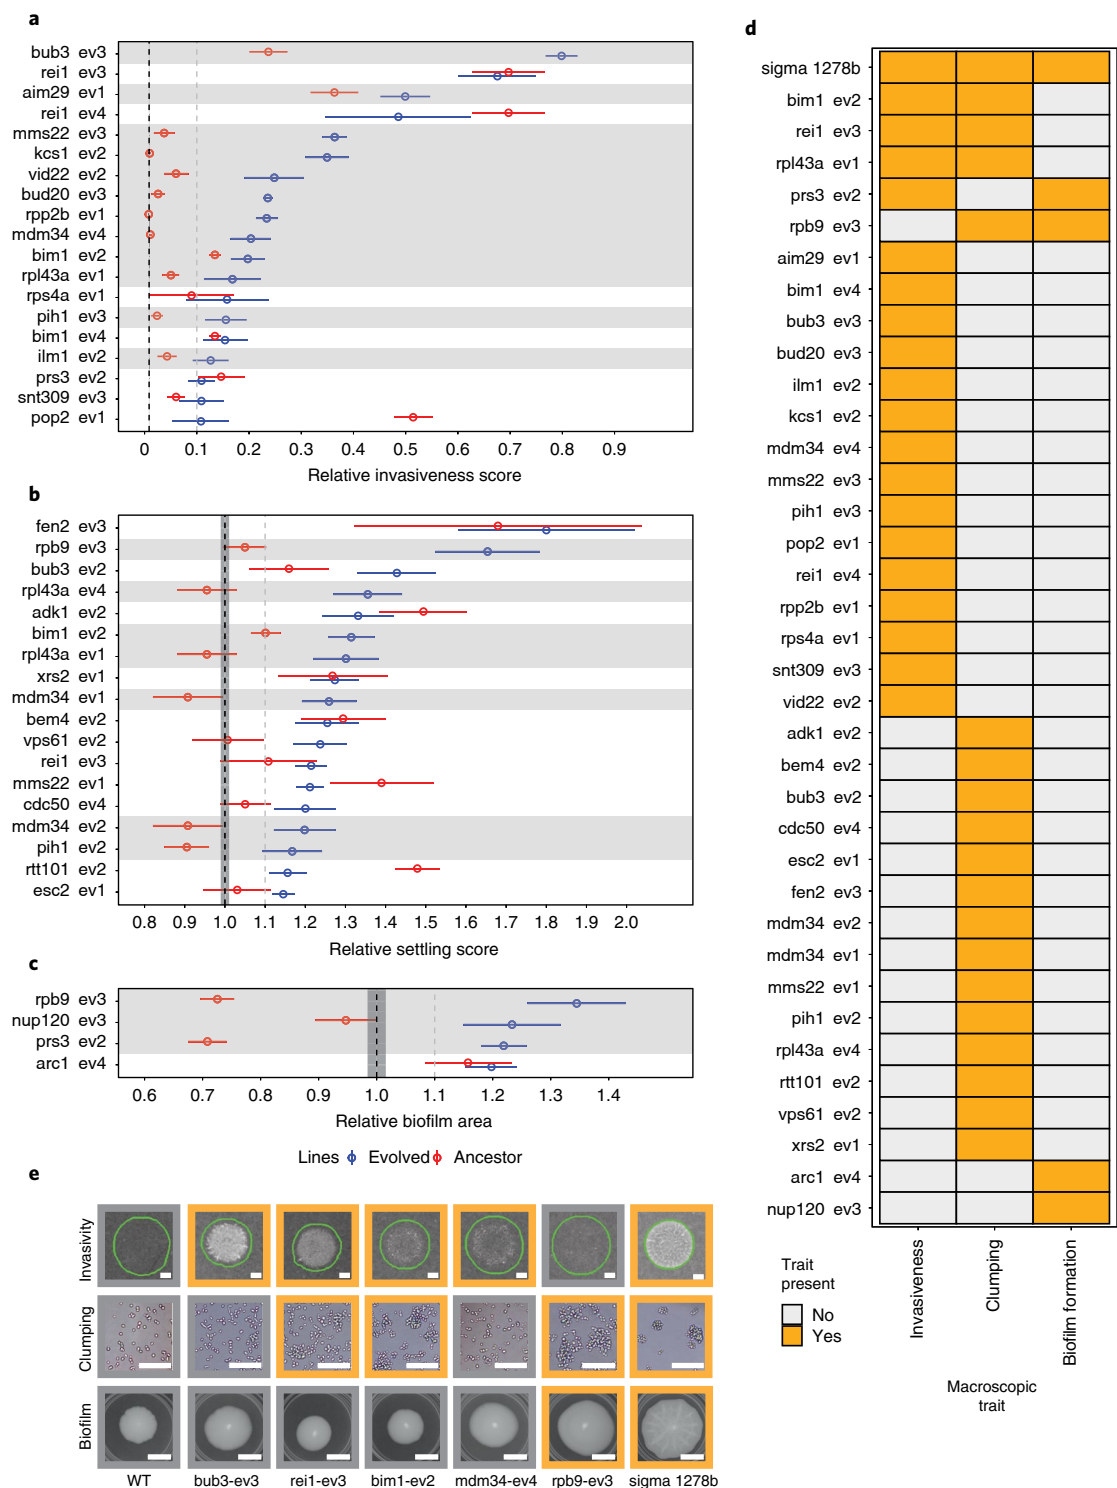 a
bub3 ev3
rei1 ev3
aim29 ev1
rei1 ev4
mms22 ev3
kcs1 ev2
vid22 ev2
bud20 ev3
rpp2b ev1
mdm34 ev4
bim1 ev2
rpl43a ev1
rps4a ev1
pih1 ev3
bim1 ev4
ilm1 ev2
prs3 ev2
snt309 ev3
pop2 ev1
0 0.1 0.2 0.3 0.4 0.5 0.6 0.7 0.8 0.9
Relative invasiveness score
b
fen2 ev3
rpb9 ev3
bub3 ev2
rpl43a ev4
adk1 ev2
bim1 ev2
rpl43a ev1
xrs2 ev1
mdm34 ev1
bem4 ev2
vps61 ev2
rei1 ev3
mms22 ev1
cdc50 ev4
mdm34 ev2
pih1 ev2
rtt101 ev2
esc2 ev1
0.8 0.9 1.0 1.1 1.2 1.3 1.4 1.5 1.6 1.7 1.8 1.9 2.0
Relative settling score
c
rpb9 ev3
nup120 ev3
prs3 ev2
arc1 ev4
0.6 0.7 0.8 0.9 1.0 1.1 1.2 1.3 1.4
Relative biofilm area
Lines Evolved Ancestor
d
sigma 1278b
bim1 ev2
rei1 ev3
rpl43a ev1
prs3 ev2
rpb9 ev3
aim29 ev1
bim1 ev4
bub3 ev3
bud20 ev3
ilm1 ev2
kcs1 ev2
mdm34 ev4
mms22 ev3
pih1 ev3
pop2 ev1
rei1 ev4
rpp2b ev1
rps4a ev1
snt309 ev3
vid22 ev2
adk1 ev2
bem4 ev2
bub3 ev2
cdc50 ev4
esc2 ev1
fen2 ev3
mdm34 ev2
mdm34 ev1
mms22 ev1
pih1 ev2
rpl43a ev4
rtt101 ev2
vps61 ev2
xrs2 ev1
arc1 ev4
nup120 ev3
Invasiveness
Clumping
Biofilm formation
Trait
present
No
Yes
Macroscopic
trait
e
Invasivity
Clumping
Biofilm
WT bub3-ev3 rei1-ev3 bim1-ev2 mdm34-ev4 rpb9-ev3 sigma 1278b